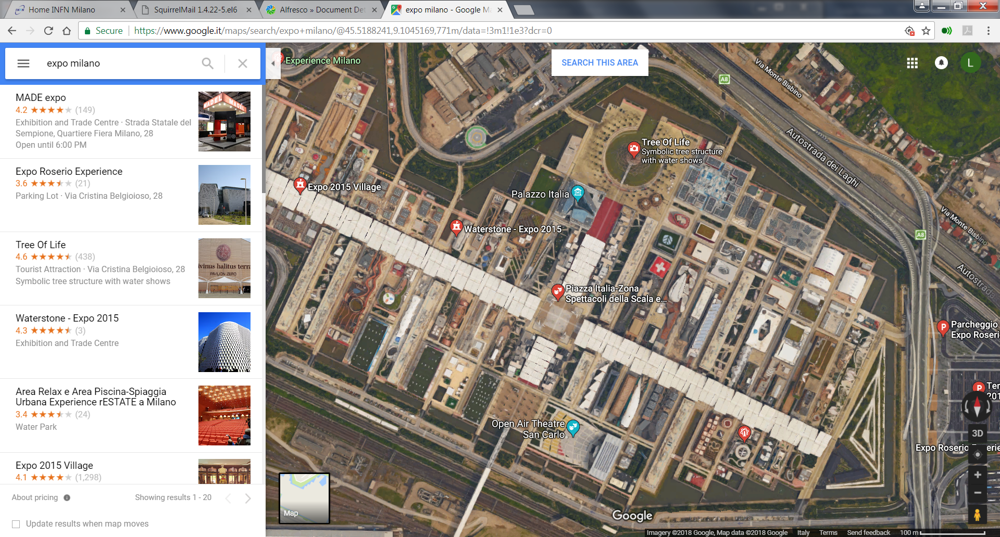 Home INFN Milano
SquirrelMail 1.4.22-5.el6
Alfresco » Document Det
expo milano - Google Ma
Secure
https://www.google.it/maps/search/expo+milano/@45.5188241,9.1045169,771m/data=!3m1!1e3?dcr=0
expo milano
MADE expo
4.2 (149)
Exhibition and Trade Centre · Strada Statale del
Sempione, Quartiere Fiera Milano, 28
Open until 6:00 PM
MADEL MADEL
Expo Roserio Experience
3.6 (21)
Parking Lot · Via Cristina Belgioioso, 28
Tree Of Life
4.6 (438)
Tourist Attraction · Via Cristina Belgioioso, 28
Symbolic tree structure with water shows
ivinus halitus terra
PAVILION ZERO
Waterstone - Expo 2015
4.3 (3)
Exhibition and Trade Centre
Area Relax e Area Piscina-Spiaggia
Urbana Experience rESTATE a Milano
3.4 (24)
Water Park
Expo 2015 Village
4.1 (1,298)
About pricing
Showing results 1 - 20
Update results when map moves
Experience Milano
SEARCH THIS AREA
L
A8
Via Monte Bisbino
Autostrada dei Laghi
Tree Of Life
Symbolic tree structure
with water shows
Expo 2015 Village
Palazzo Italia
Waterstone - Expo 2015
Via Monte Bisbino
A8
Autostrada
Piazza Italia-Zona
Spettacoli della Scala e...
P
Parcheggio
Expo Roseri
P
Ter
201
Open Air Theatre
San Carlo
3D
Expo Roserio Experie
Map
Google
Imagery ©2018 Google, Map data ©2018 Google
Italy
Terms
Send feedback
100 m